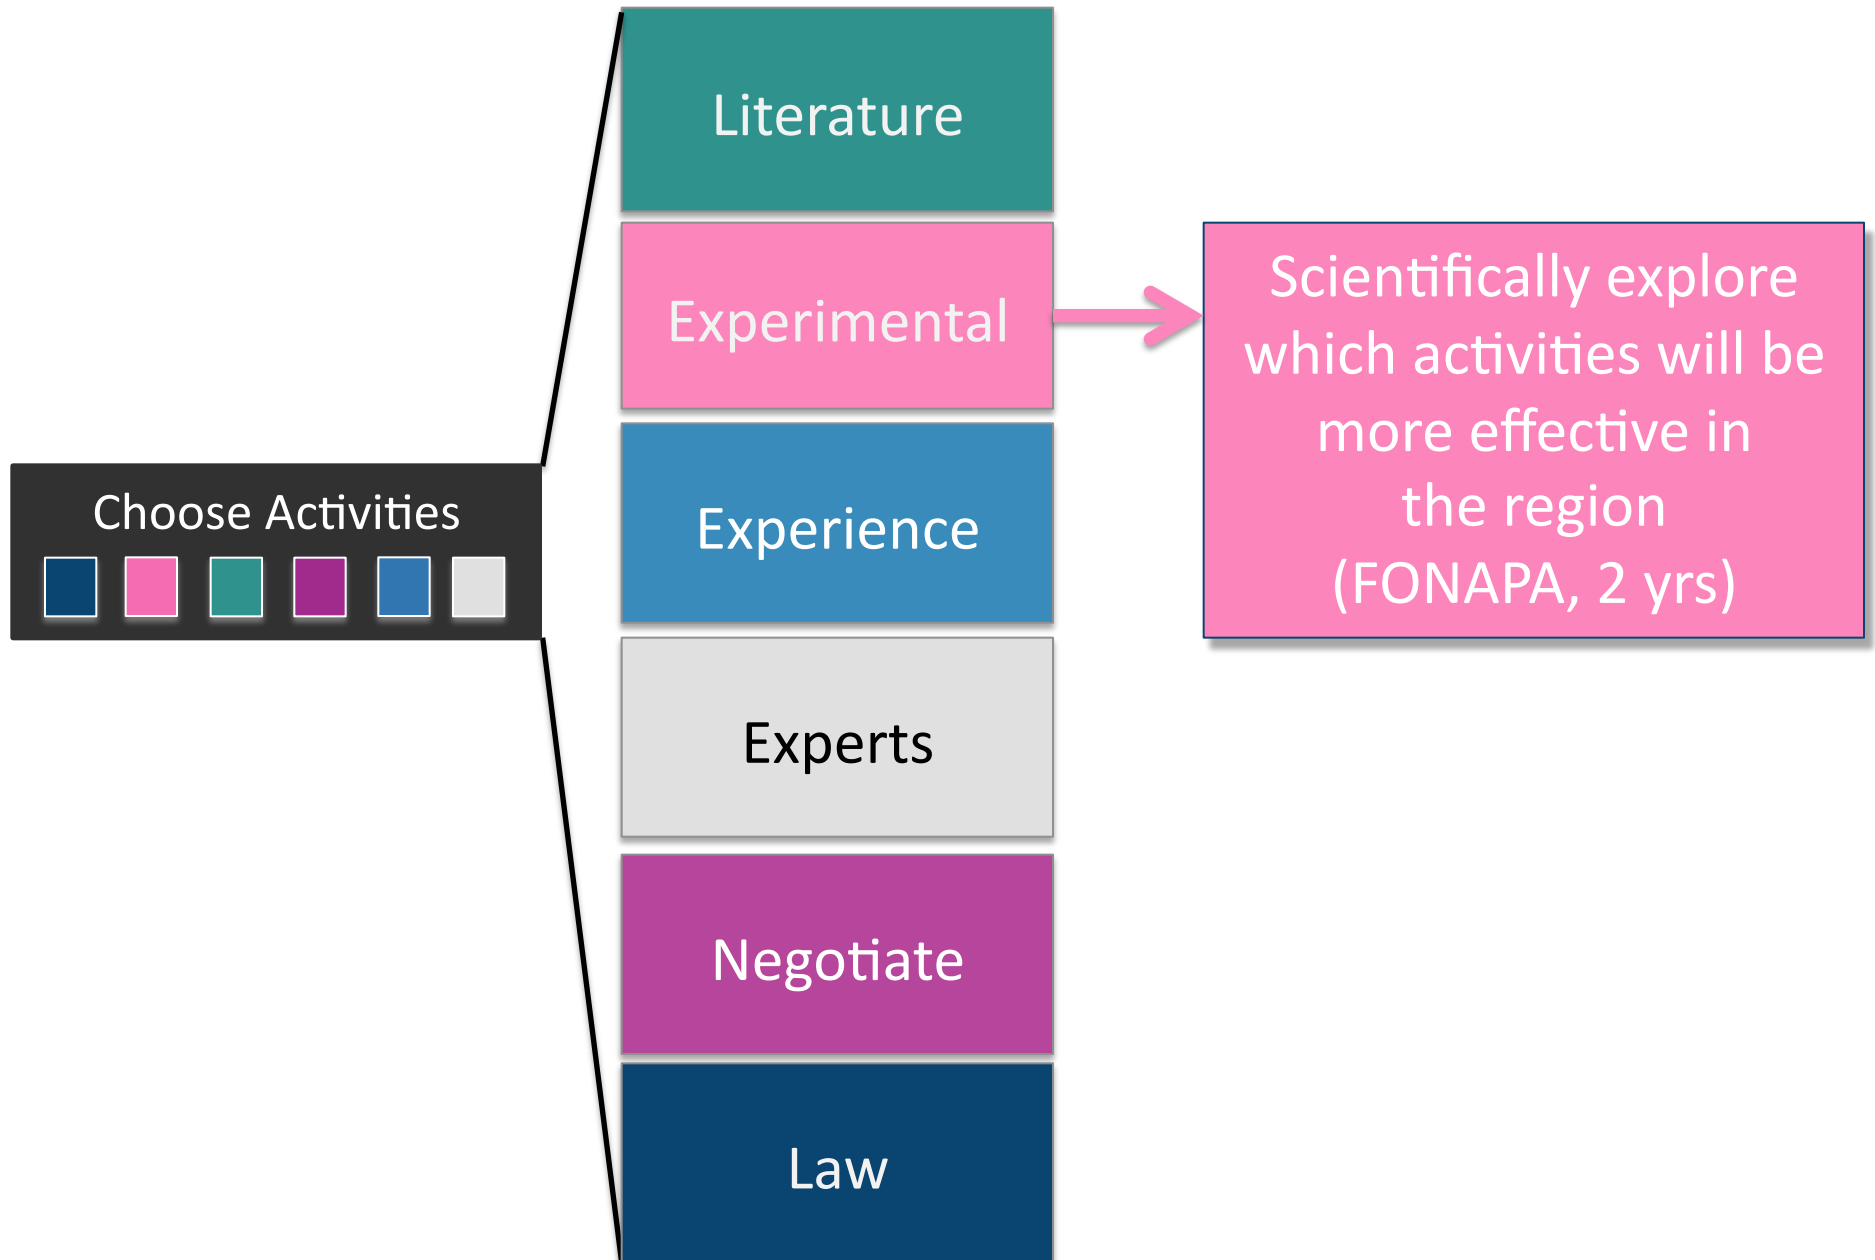 Literature
Experimental
Scientifically explore
which activities will be
more effective in
the region
(FONAPA, 2 yrs)
Choose Activities
Experience
Experts
Negotiate
Law